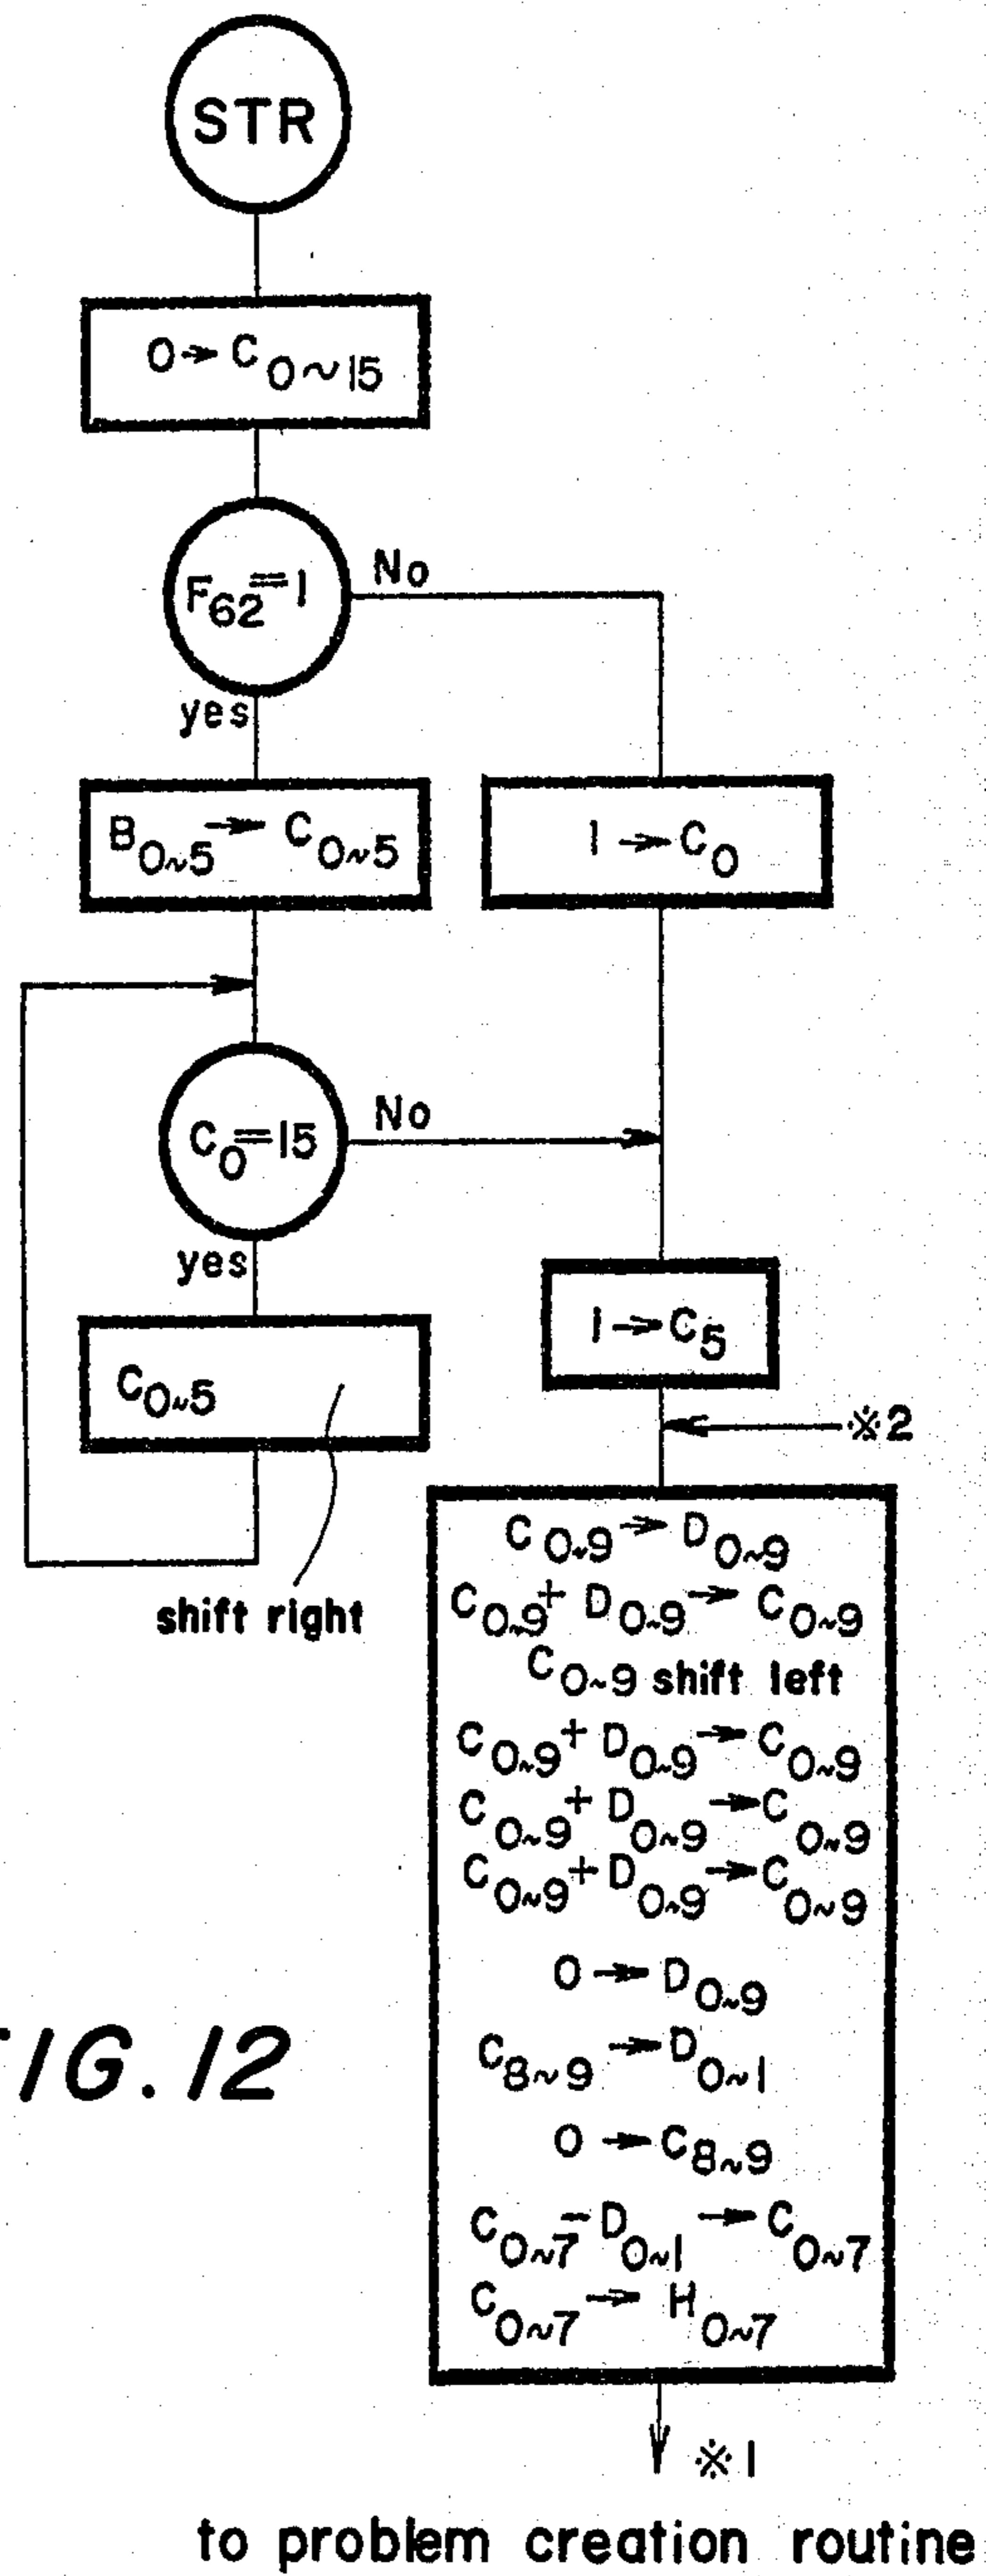 STR
0→C0~15
F62=1
No
yes
B0~5→C0~5
1→C0
C0=15
No
yes
C0~5
1→C5
※2
shift right
C0~9→D0~9
C0~9+D0~9→C0~9
C0~9 shift left
C0~9+D0~9→C0~9
C0~9+D0~9→C0~9
C0~9+D0~9→C0~9
0→D0~9
C8~9→D0~1
0→C8~9
C0~7-D0~1→C0~7
C0~7→H0~7
FIG. 12
※1
to problem creation routine